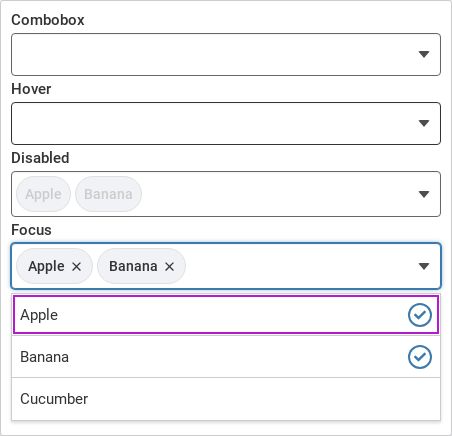 Combobox
Hover
Disabled
Apple Banana
Focus
Apple Banana
Apple
Banana
Cucumber